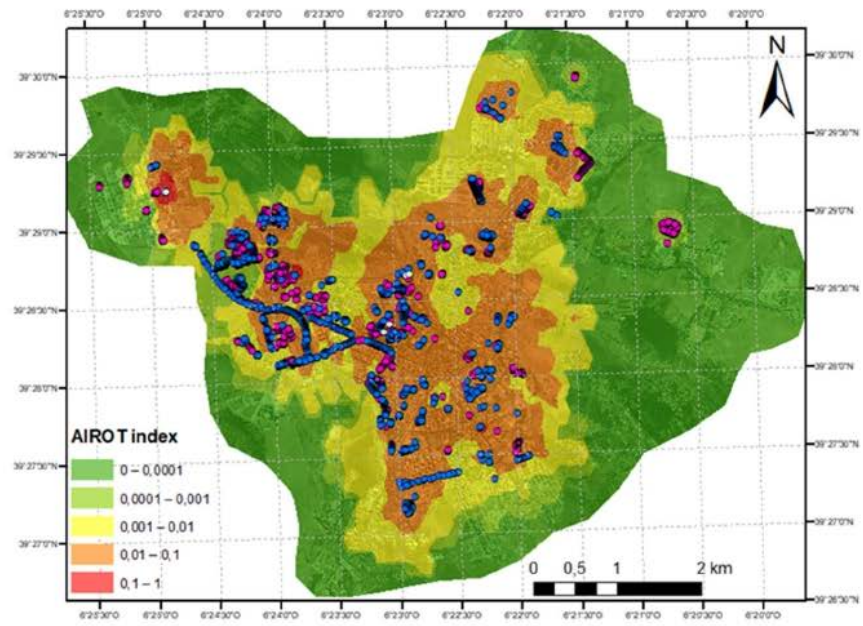 6°25'30"O 6°25'0"O 6°24'30"O 6°24'0"O 6°23'30"O 6°23'0"O 6°22'30"O 6°22'0"O 6°21'30"O 6°21'0"O 6°20'30"O 6°20'0"O
N
39°30'0"N 39°30'0"N
39°29'30"N 39°29'30"N
39°29'0"N 39°29'0"N
39°28'30"N 39°28'30"N
39°28'0"N 39°28'0"N
39°27'30"N 39°27'30"N
39°27'0"N 39°27'0"N
39°26'30"N
AIROT index
0 – 0,0001
0,0001 – 0,001
0,001 – 0,01
0,01 – 0,1
0,1 – 1
0 0,5 1 2 km
6°25'30"O 6°25'0"O 6°24'30"O 6°24'0"O 6°23'30"O 6°23'0"O 6°22'30"O 6°22'0"O 6°21'30"O 6°21'0"O 6°20'30"O 6°20'0"O